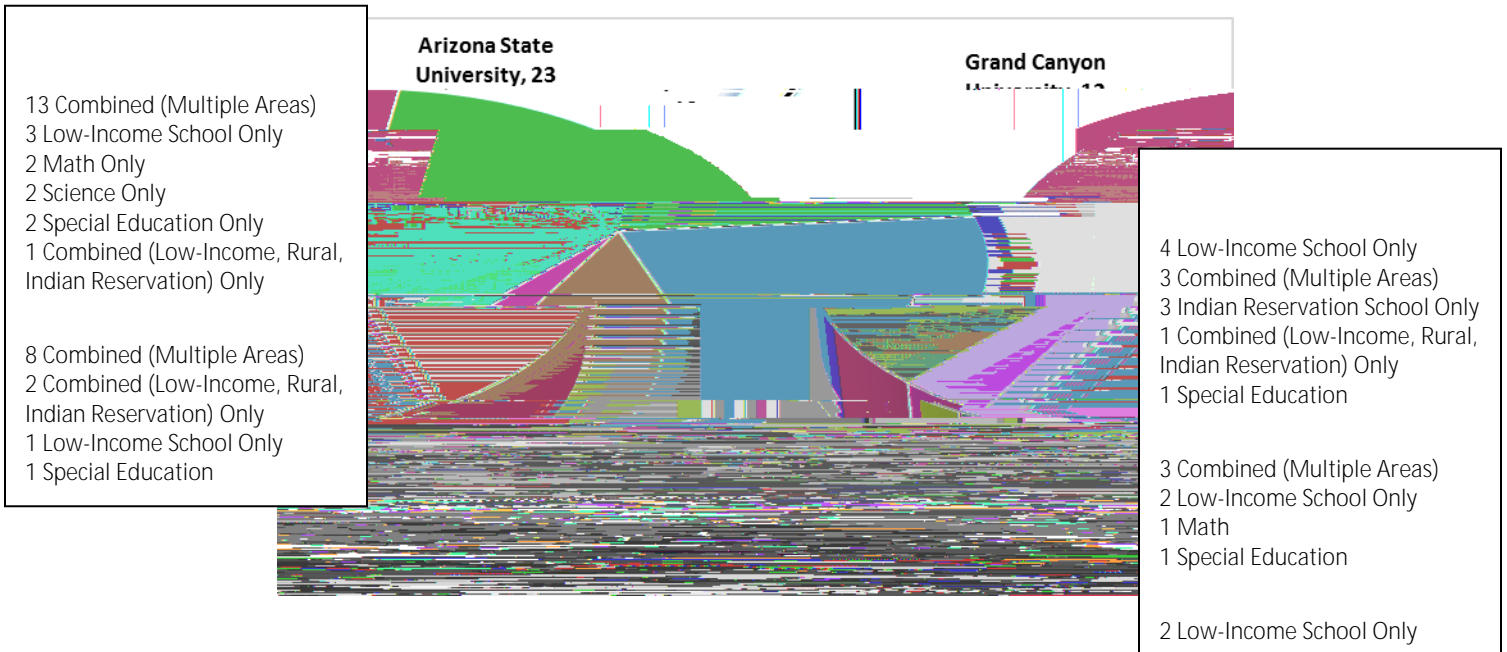 Arizona State
University, 23
Grand Canyon
13 Combined (Multiple Areas)
3 Low-Income School Only
2 Math Only
2 Science Only
2 Special Education Only
1 Combined (Low-Income, Rural,
Indian Reservation) Only
8 Combined (Multiple Areas)
2 Combined (Low-Income, Rural,
Indian Reservation) Only
1 Low-Income School Only
1 Special Education
4 Low-Income School Only
3 Combined (Multiple Areas)
3 Indian Reservation School Only
1 Combined (Low-Income, Rural,
Indian Reservation) Only
1 Special Education
3 Combined (Multiple Areas)
2 Low-Income School Only
1 Math
1 Special Education
2 Low-Income School Only